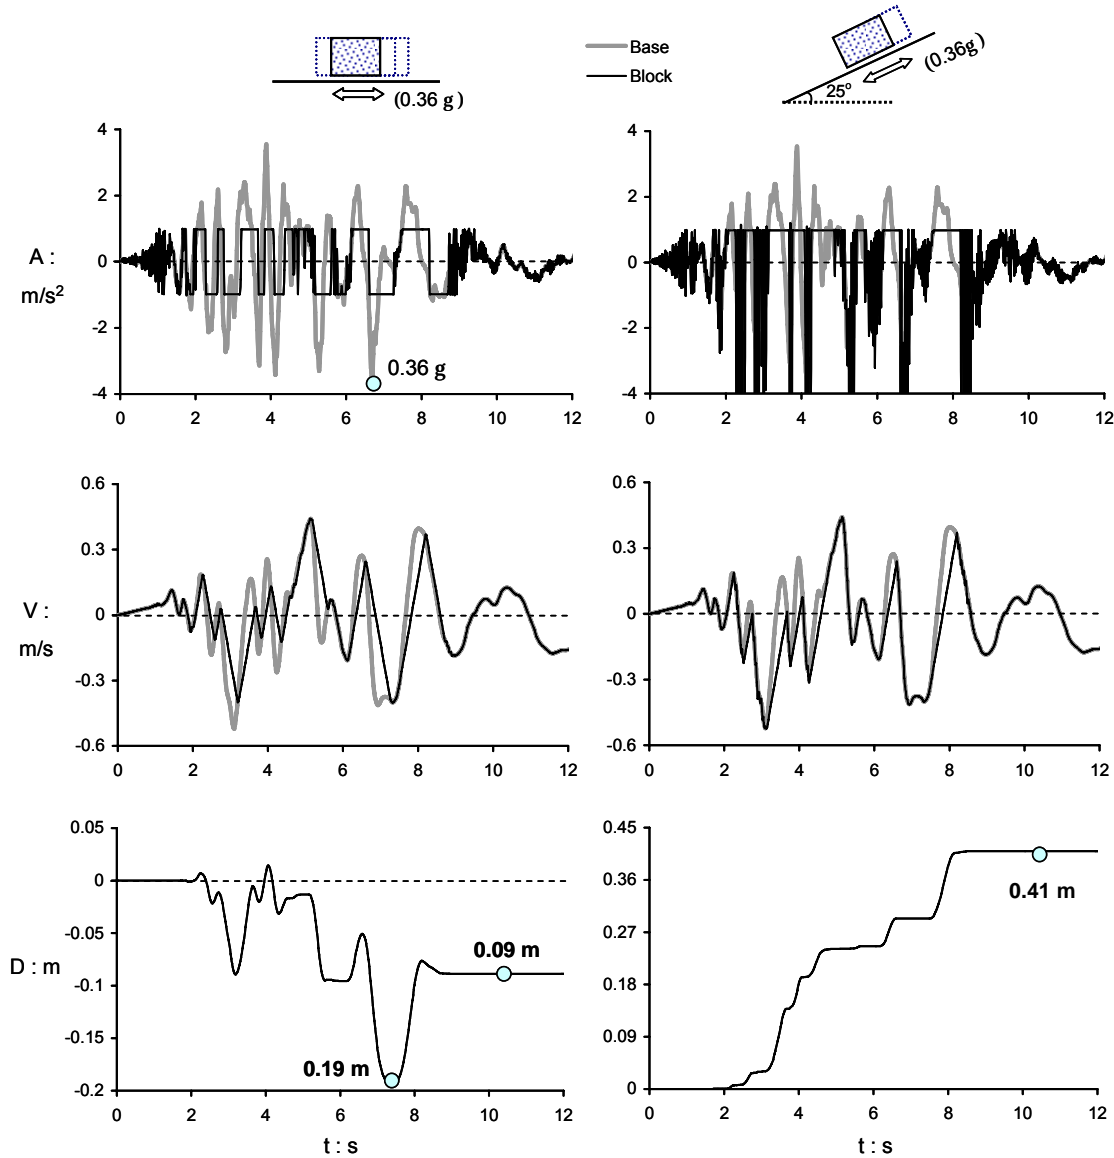 (0.36 g )
Base
Block
(0.36g)
25º
4
2
0
-2
-4
A :
m/s²
0 2 4 6 8 10 12
0.36 g
4
2
0
-2
-4
0 2 4 6 8 10 12
0.6
0.3
0
-0.3
-0.6
V :
m/s
0 2 4 6 8 10 12
0.6
0.3
0
-0.3
-0.6
0 2 4 6 8 10 12
0.05
0
-0.05
-0.1
-0.15
-0.2
D : m
0.09 m
0.19 m
0 2 4 6 8 10 12
t : s
0.45
0.36
0.27
0.18
0.09
0
0.41 m
0 2 4 6 8 10 12
t : s